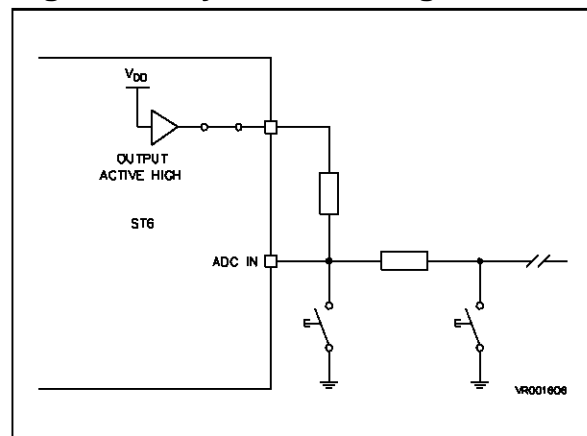 VDD
OUTPUT
ACTIVE HIGH
ST6
ADC IN
VR001606